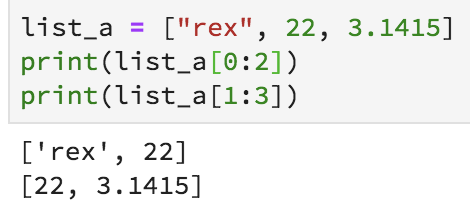 list_a = ["rex", 22, 3.1415]
print(list_a[0:2])
print(list_a[1:3])
['rex', 22]
[22, 3.1415]